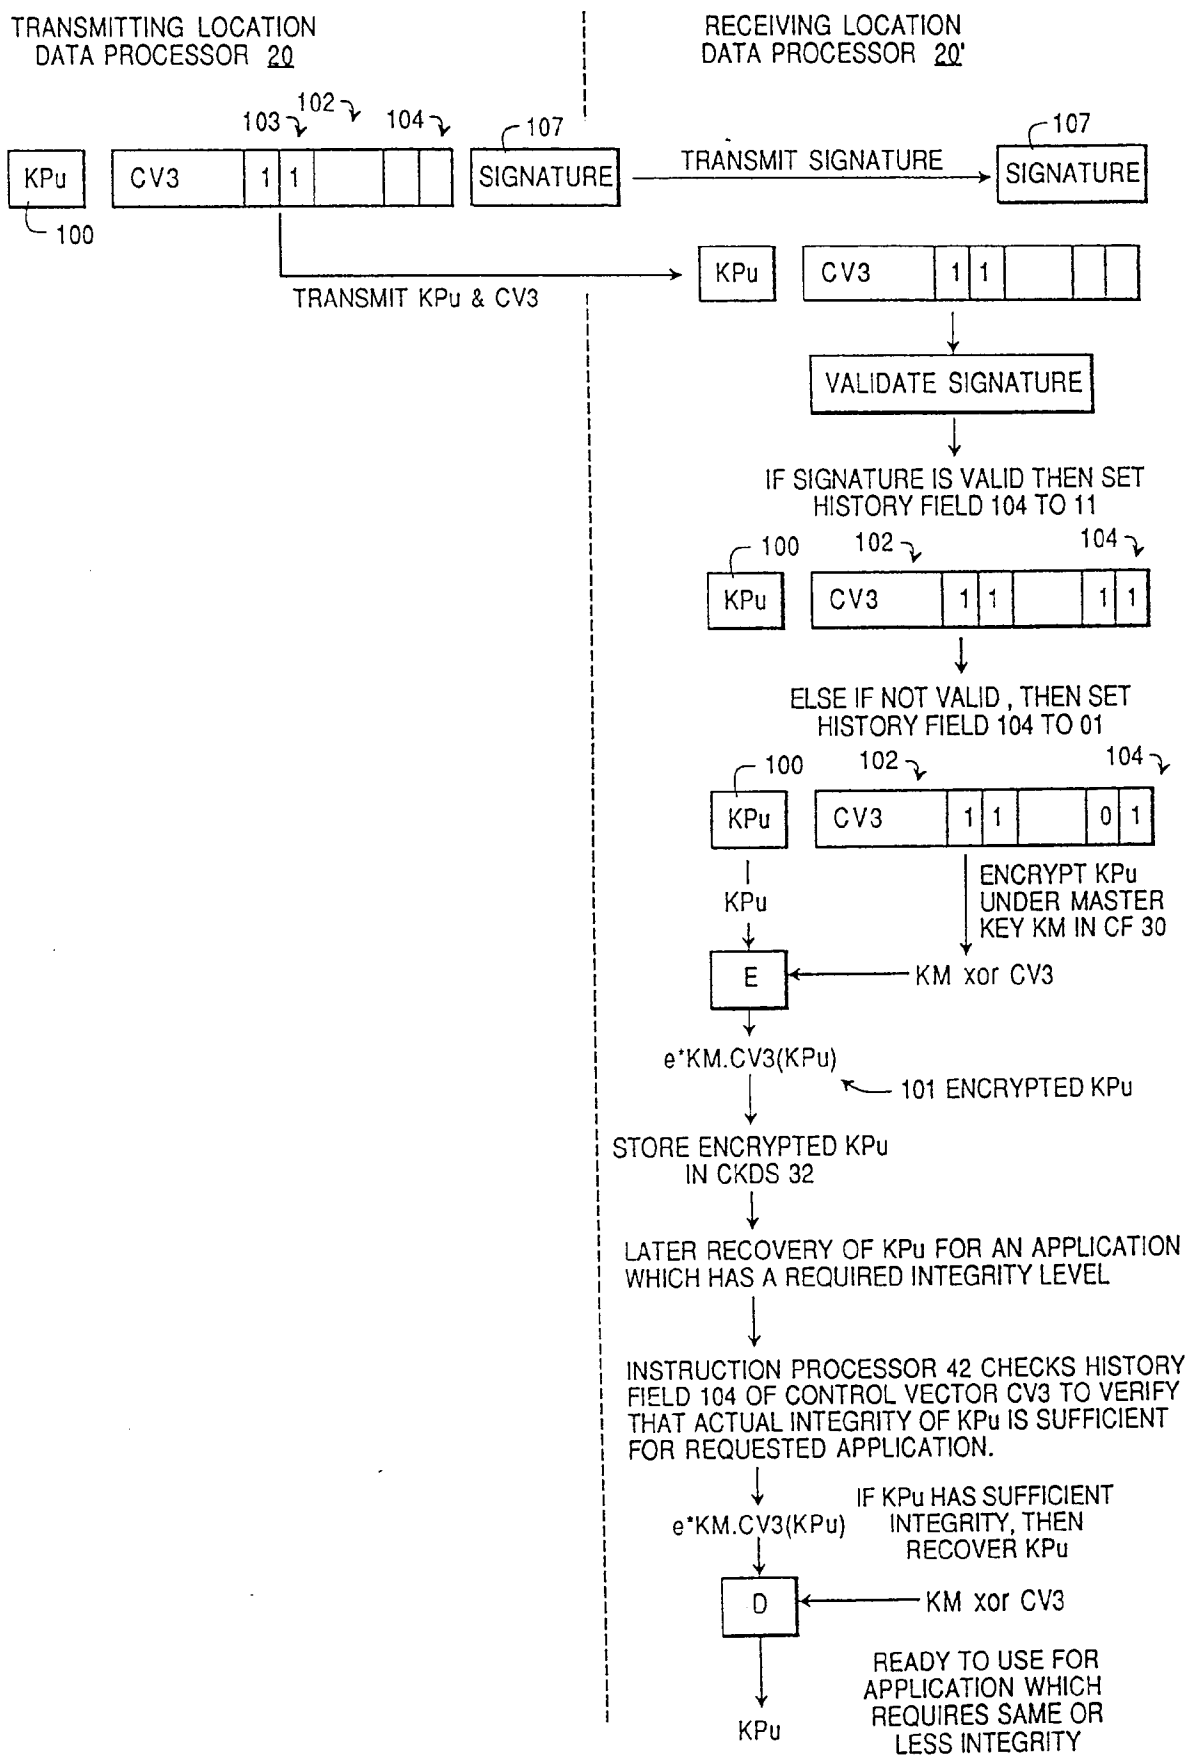 TRANSMITTING LOCATION
DATA PROCESSOR 20
RECEIVING LOCATION
DATA PROCESSOR 20'
103
102
104
107
107
KPu
CV3
1
1
SIGNATURE
TRANSMIT SIGNATURE
SIGNATURE
100
TRANSMIT KPu & CV3
KPu
CV3
1
1
VALIDATE SIGNATURE
IF SIGNATURE IS VALID THEN SET
HISTORY FIELD 104 TO 11
100
102
104
KPu
CV3
1
1
1
1
ELSE IF NOT VALID , THEN SET
HISTORY FIELD 104 TO 01
100
102
104
KPu
CV3
1
1
0
1
KPu
ENCRYPT KPu
UNDER MASTER
KEY KM IN CF 30
E
KM xor CV3
e*KM.CV3(KPu)
101 ENCRYPTED KPu
STORE ENCRYPTED KPu
IN CKDS 32
LATER RECOVERY OF KPu FOR AN APPLICATION
WHICH HAS A REQUIRED INTEGRITY LEVEL
INSTRUCTION PROCESSOR 42 CHECKS HISTORY
FIELD 104 OF CONTROL VECTOR CV3 TO VERIFY
THAT ACTUAL INTEGRITY OF KPu IS SUFFICIENT
FOR REQUESTED APPLICATION.
e*KM.CV3(KPu)
IF KPu HAS SUFFICIENT
INTEGRITY, THEN
RECOVER KPu
D
KM xor CV3
KPu
READY TO USE FOR
APPLICATION WHICH
REQUIRES SAME OR
LESS INTEGRITY